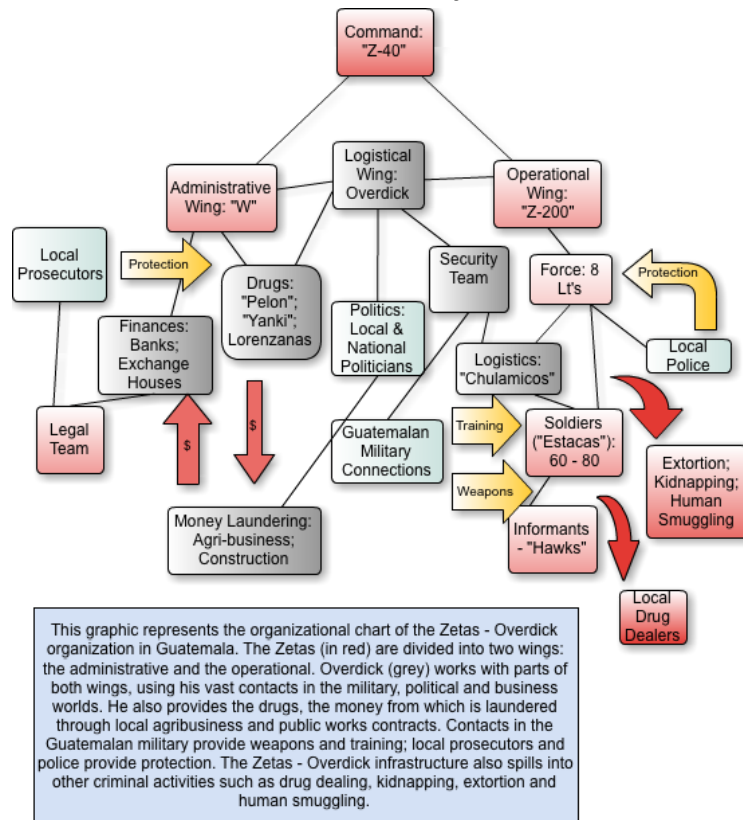 Command:
"Z-40"
Logistical
Wing:
Overdick
Administrative
Wing: "W"
Operational
Wing:
"Z-200"
Local
Prosecutors
Protection
Drugs:
"Pelon";
"Yanki";
Lorenzanas
Security
Team
Force: 8
Lt's
Protection
Finances:
Banks;
Exchange
Houses
Politics:
Local &
National
Politicians
Logistics:
"Chulamicos"
Local
Police
Legal
Team
$
$
Guatemalan
Military
Connections
Training
Soldiers
("Estacas"):
60 - 80
Extortion;
Kidnapping;
Human
Smuggling
Weapons
Money Laundering:
Agri-business;
Construction
Informants
- "Hawks"
Local
Drug
Dealers
This graphic represents the organizational chart of the Zetas - Overdick
organization in Guatemala. The Zetas (in red) are divided into two wings:
the administrative and the operational. Overdick (grey) works with parts of
both wings, using his vast contacts in the military, political and business
worlds. He also provides the drugs, the money from which is laundered
through local agribusiness and public works contracts. Contacts in the
Guatemalan military provide weapons and training; local prosecutors and
police provide protection. The Zetas - Overdick infrastructure also spills into
other criminal activities such as drug dealing, kidnapping, extortion and
human smuggling.